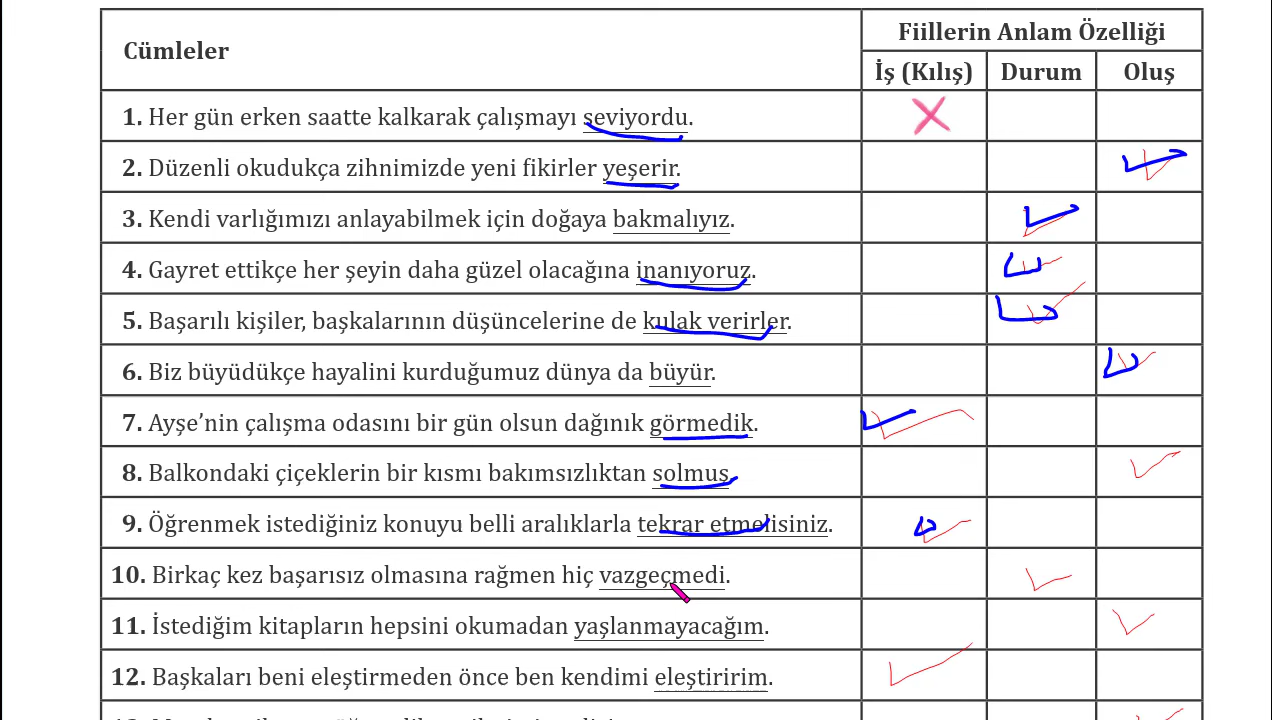 Cümleler
Fiillerin Anlam Özelliği
İş (Kılış) Durum Oluş
1. Her gün erken saatte kalkarak çalışmayı seviyordu.
2. Düzenli okudukça zihnimizde yeni fikirler yeşerir.
3. Kendi varlığımızı anlayabilmek için doğaya bakmalıyız.
4. Gayret ettikçe her şeyin daha güzel olacağına inanıyoruz.
5. Başarılı kişiler, başkalarının düşüncelerine de kulak verirler.
6. Biz büyüdükçe hayalini kurduğumuz dünya da büyür.
7. Ayşe’nin çalışma odasını bir gün olsun dağınık görmedik.
8. Balkondaki çiçeklerin bir kısmı bakımsızlıktan solmuş.
9. Öğrenmek istediğiniz konuyu belli aralıklarla tekrar etmelisiniz.
10. Birkaç kez başarısız olmasına rağmen hiç vazgeçmedi.
11. İstediğim kitapların hepsini okumadan yaşlanmayacağım.
12. Başkaları beni eleştirmeden önce ben kendimi eleştiririm.